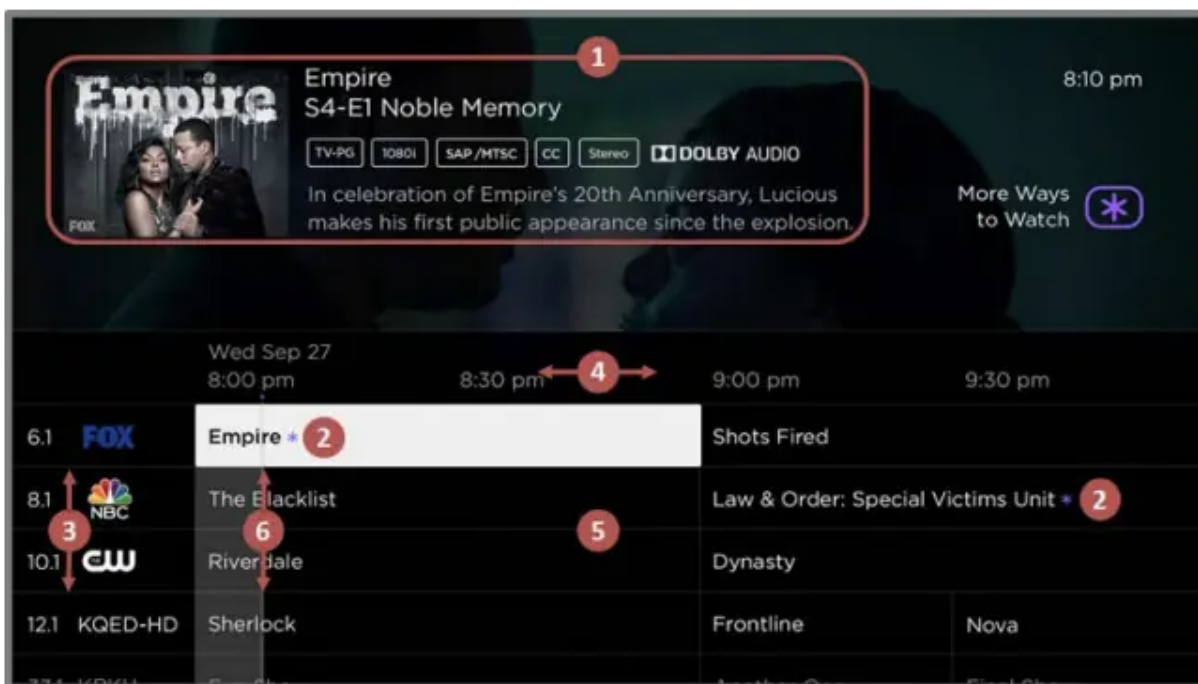 1
Empire
Empire
S4-E1 Noble Memory
8:10 pm
TV-PG 1080i SAP/MTSC CC Stereo DOLBY AUDIO
In celebration of Empire's 20th Anniversary, Lucious
makes his first public appearance since the explosion.
FOX
More Ways
to Watch *
Wed Sep 27
8:00 pm 8:30 pm 4 9:00 pm 9:30 pm
6.1 FOX Empire * 2 Shots Fired
8.1 NBC The Blacklist Law & Order: Special Victims Unit * 2
3 6 5
10.1 CW Riverdale Dynasty
12.1 KQED-HD Sherlock Frontline Nova